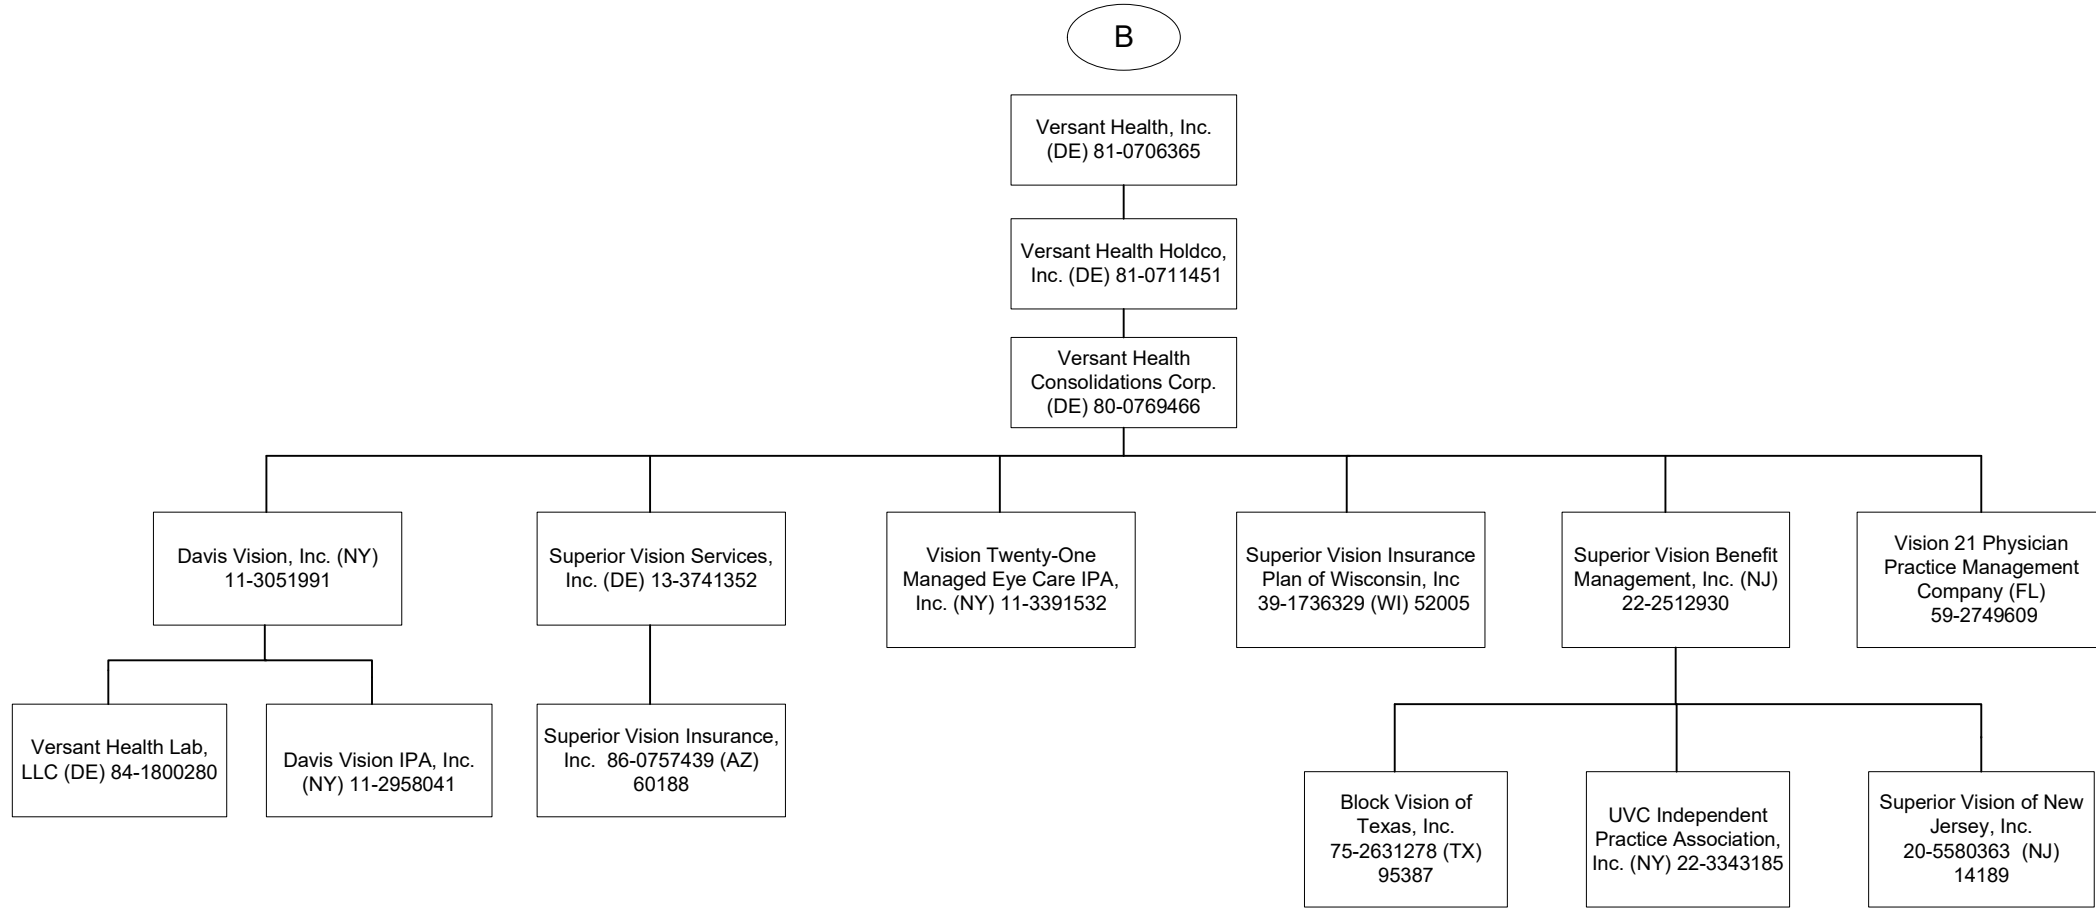 B
Versant Health, Inc.
(DE) 81-0706365
Versant Health Holdco,
Inc. (DE) 81-0711451
Versant Health
Consolidations Corp.
(DE) 80-0769466
Davis Vision, Inc. (NY)
11-3051991
Superior Vision Services,
Inc. (DE) 13-3741352
Vision Twenty-One
Managed Eye Care IPA,
Inc. (NY) 11-3391532
Superior Vision Insurance
Plan of Wisconsin, Inc
39-1736329 (WI) 52005
Superior Vision Benefit
Management, Inc. (NJ)
22-2512930
Vision 21 Physician
Practice Management
Company (FL)
59-2749609
Versant Health Lab,
LLC (DE) 84-1800280
Davis Vision IPA, Inc.
(NY) 11-2958041
Superior Vision Insurance,
Inc.  86-0757439 (AZ)
60188
Block Vision of
Texas, Inc.
75-2631278 (TX)
95387
UVC Independent
Practice Association,
Inc. (NY) 22-3343185
Superior Vision of New
Jersey, Inc.
20-5580363  (NJ)
14189